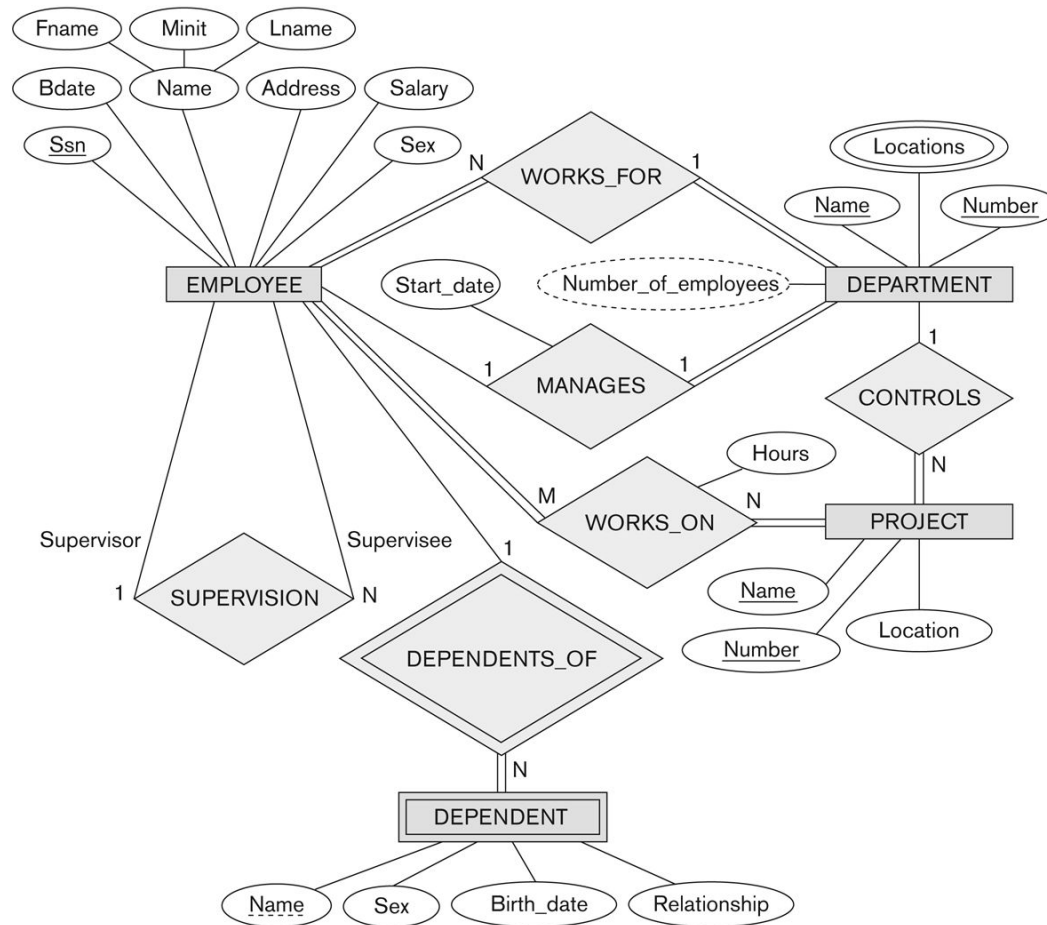 Fname
Minit
Lname
Bdate
Name
Address
Salary
Ssn
Sex
N
WORKS_FOR
1
Locations
Name
Number
EMPLOYEE
Start_date
Number_of_employees
DEPARTMENT
1
MANAGES
1
1
CONTROLS
N
Hours
M
WORKS_ON
N
PROJECT
Supervisor
Supervisee
1
SUPERVISION
N
1
Name
Number
Location
DEPENDENTS_OF
N
DEPENDENT
Name
Sex
Birth_date
Relationship